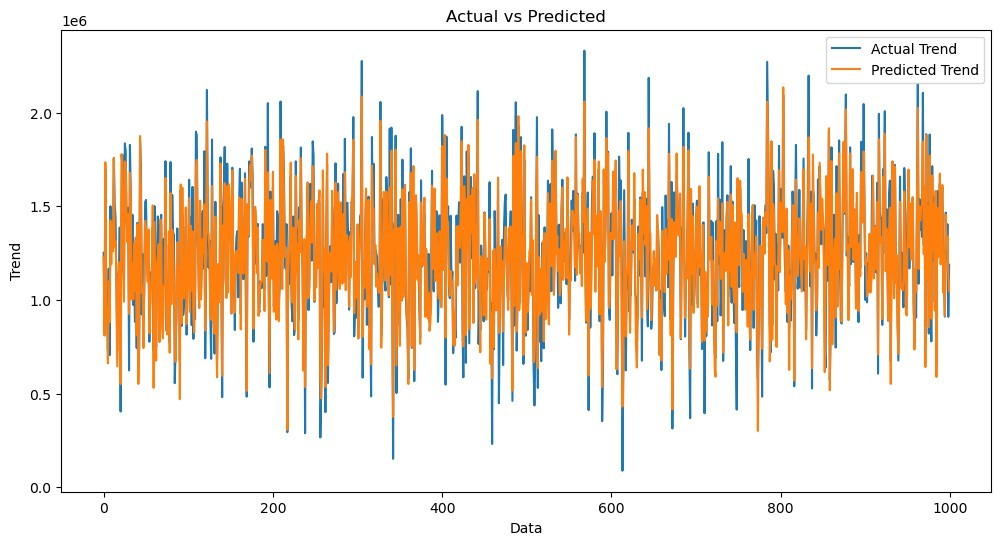 Actual vs Predicted
1e6
Actual Trend
Predicted Trend
2.0
1.5
1.0
0.5
0.0
Trend
0 200 400 600 800 1000
Data